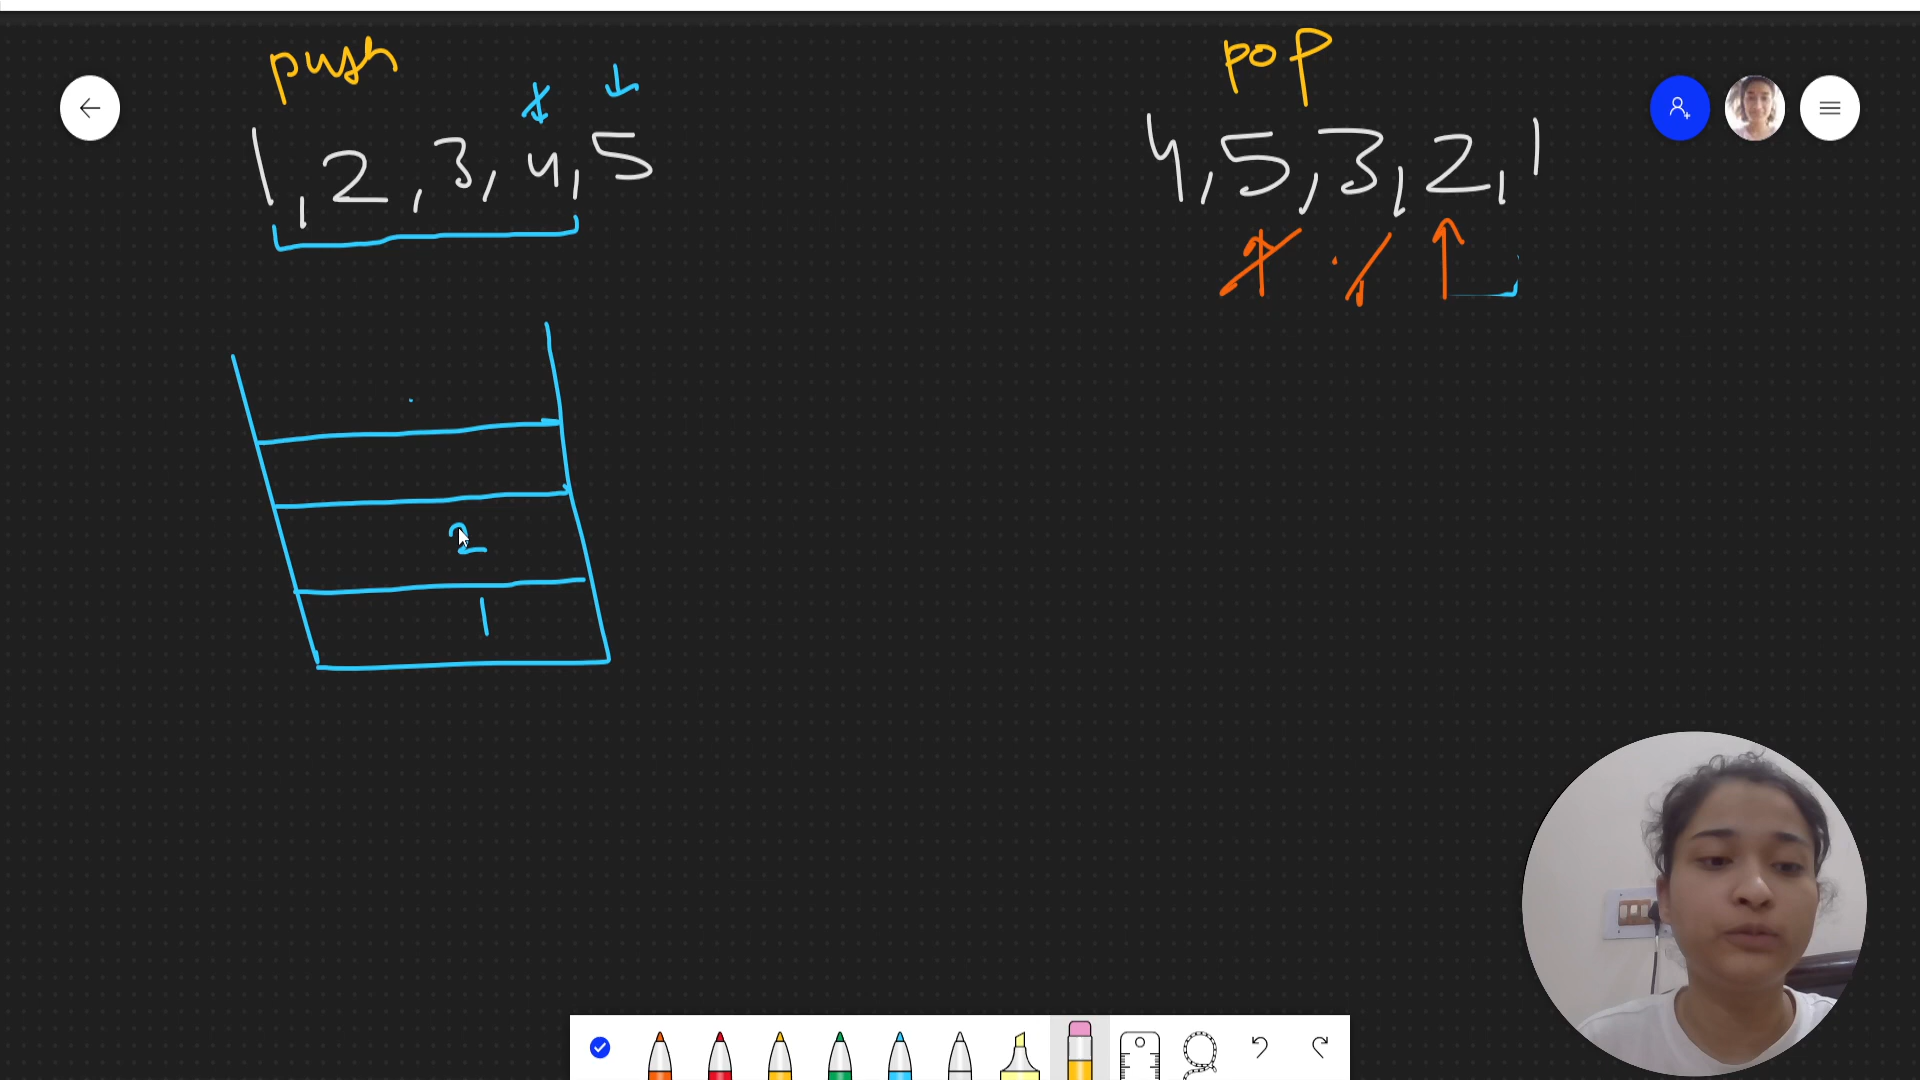 push
pop
1, 2, 3, 4, 5
4, 5, 3, 2, 1
2
1